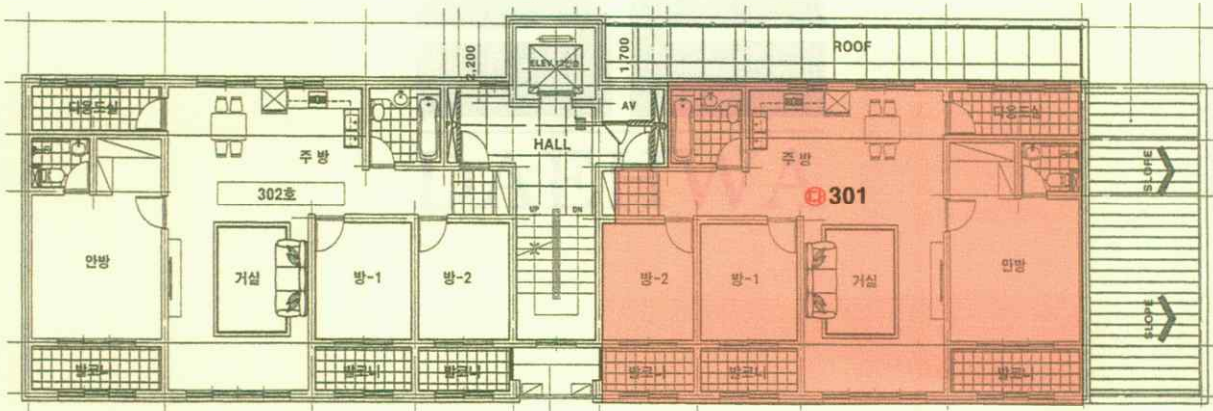 ROOF
2,200
1,700
ELEV.
다용도실
AV
다용도실
HALL
주방
주방
SLOPE
302호
301
UP
DN
안방
거실
방-1
방-2
방-2
방-1
거실
안방
SLOPE
발코니
발코니
발코니
발코니
발코니
발코니